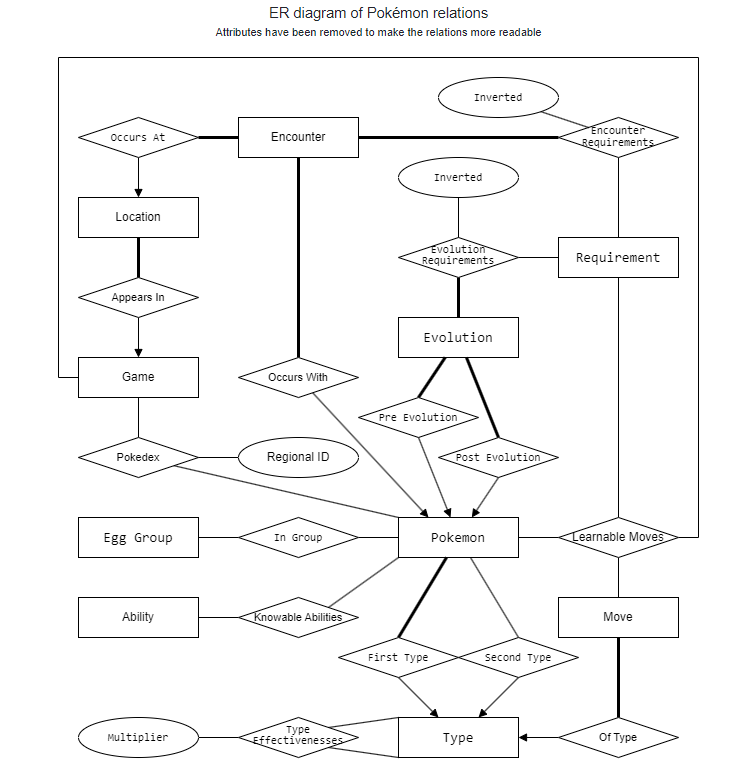 ER diagram of Pokémon relations
Attributes have been removed to make the relations more readable
Inverted
Occurs At
Encounter
Encounter
Requirements
Inverted
Location
Evolution
Requirements
Requirement
Appears In
Evolution
Game
Occurs With
Pre Evolution
Pokedex
Regional ID
Post Evolution
Egg Group
In Group
Pokemon
Learnable Moves
Ability
Knowable Abilities
Move
First Type
Second Type
Multiplier
Type
Effectivenesses
Type
Of Type